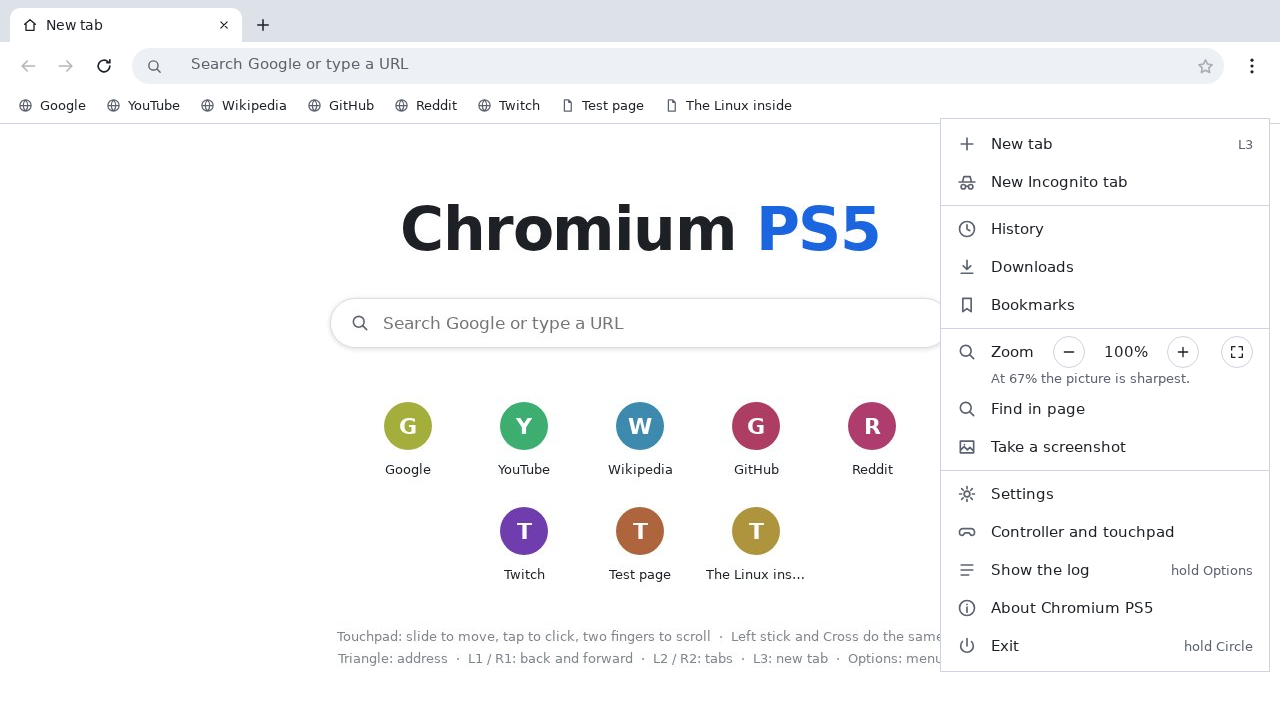 New tab
Search Google or type a URL
Google YouTube Wikipedia GitHub Reddit Twitch Test page The Linux inside
New tab L3
New Incognito tab
History
Downloads
Bookmarks
Zoom 100%
At 67% the picture is sharpest.
Find in page
Take a screenshot
Settings
Controller and touchpad
Show the log hold Options
About Chromium PS5
Exit hold Circle
Chromium PS5
Search Google or type a URL
G Y W G R
Google YouTube Wikipedia GitHub Reddit
T T T
Twitch Test page The Linux ins...
Touchpad: slide to move, tap to click, two fingers to scroll · Left stick and Cross do the same
Triangle: address · L1 / R1: back and forward · L2 / R2: tabs · L3: new tab · Options: menu